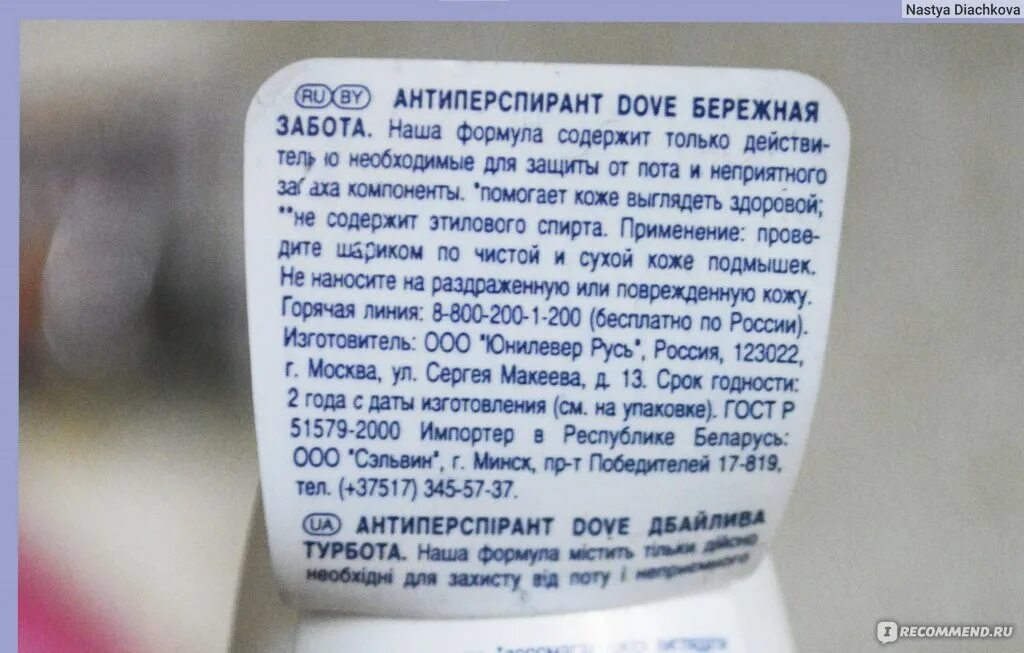 Nastya Diachkova
RU BY АНТИПЕРСПИРАНТ DOVE БЕРЕЖНАЯ
ЗАБОТА. Наша формула содержит только действи-
тельно необходимые для защиты от пота и неприятного
запаха компоненты. *помогает коже выглядеть здоровой;
**не содержит этилового спирта. Применение: прове-
дите шариком по чистой и сухой коже подмышек.
Не наносите на раздраженную или поврежденную кожу.
Горячая линия: 8-800-200-1-200 (бесплатно по России).
Изготовитель: ООО "Юнилевер Русь", Россия, 123022,
г. Москва, ул. Сергея Макеева, д. 13. Срок годности:
2 года с даты изготовления (см. на упаковке). ГОСТ Р
51579-2000 Импортер в Республике Беларусь:
ООО "Сэльвин", г. Минск, пр-т Победителей 17-819,
тел. (+37517) 345-57-37.
UA АНТИПЕРСПІРАНТ DOVE ДБАЙЛИВА
ТУРБОТА. Наша формула містить тільки дійсно
необхідні для захисту від поту і неприємного
IRECOMMEND.RU